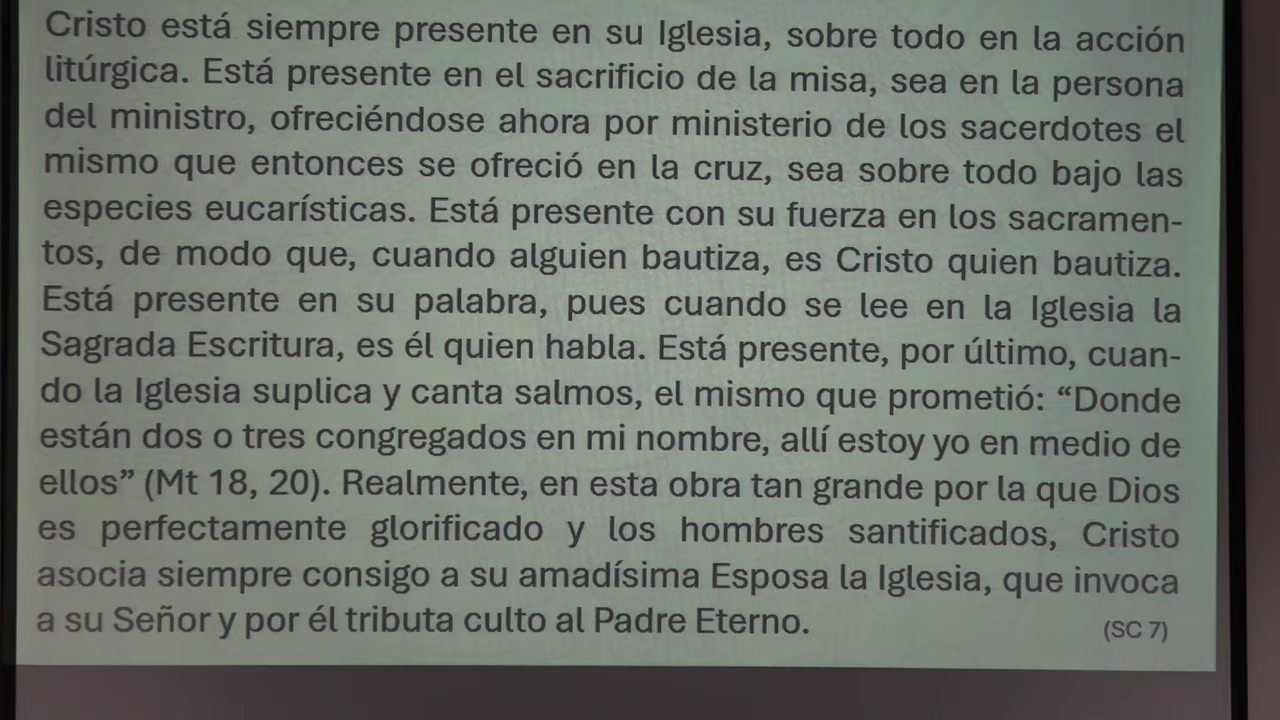 Cristo está siempre presente en su Iglesia, sobre todo en la acción
litúrgica. Está presente en el sacrificio de la misa, sea en la persona
del ministro, ofreciéndose ahora por ministerio de los sacerdotes el
mismo que entonces se ofreció en la cruz, sea sobre todo bajo las
especies eucarísticas. Está presente con su fuerza en los sacramen-
tos, de modo que, cuando alguien bautiza, es Cristo quien bautiza.
Está presente en su palabra, pues cuando se lee en la Iglesia la
Sagrada Escritura, es él quien habla. Está presente, por último, cuan-
do la Iglesia suplica y canta salmos, el mismo que prometió: “Donde
están dos o tres congregados en mi nombre, allí estoy yo en medio de
ellos” (Mt 18, 20). Realmente, en esta obra tan grande por la que Dios
es perfectamente glorificado y los hombres santificados, Cristo
asocia siempre consigo a su amadísima Esposa la Iglesia, que invoca
a su Señor y por él tributa culto al Padre Eterno. (SC 7)